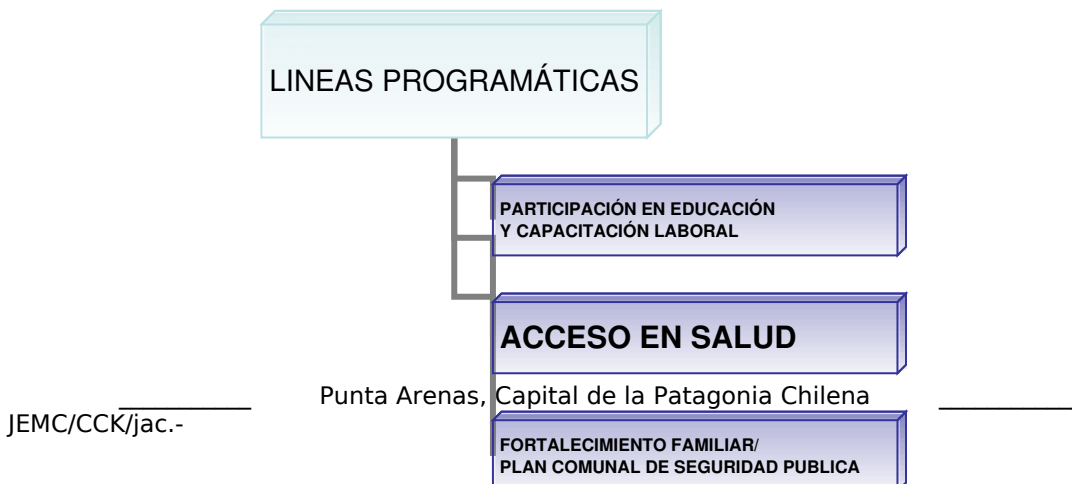 LINEAS PROGRAMÁTICAS
PARTICIPACIÓN EN EDUCACIÓN
Y CAPACITACIÓN LABORAL
ACCESO EN SALUD
Punta Arenas, Capital de la Patagonia Chilena
JEMC/CCK/jac.-
FORTALECIMIENTO FAMILIAR/
PLAN COMUNAL DE SEGURIDAD PUBLICA